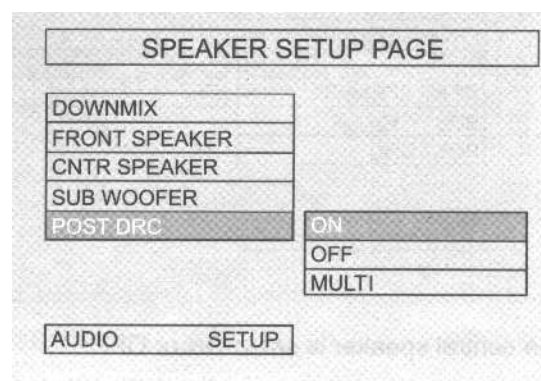 SPEAKER SETUP PAGE
DOWNMIX
FRONT SPEAKER
CNTR SPEAKER
SUB WOOFER
POST DRC
ON
OFF
MULTI
AUDIO SETUP